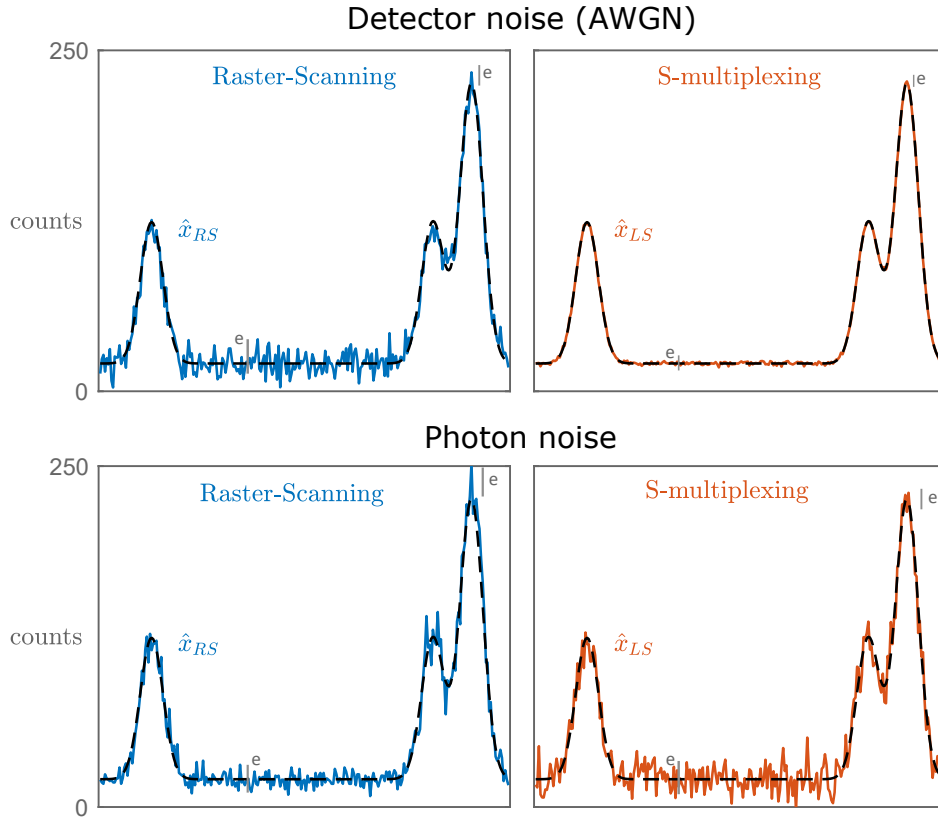 Detector noise (AWGN)
250
Raster-Scanning
e
S-multiplexing
e
counts
x̂_RS
x̂_LS
e
e
0
Photon noise
250
Raster-Scanning
e
S-multiplexing
e
counts
x̂_RS
x̂_LS
e
e
0